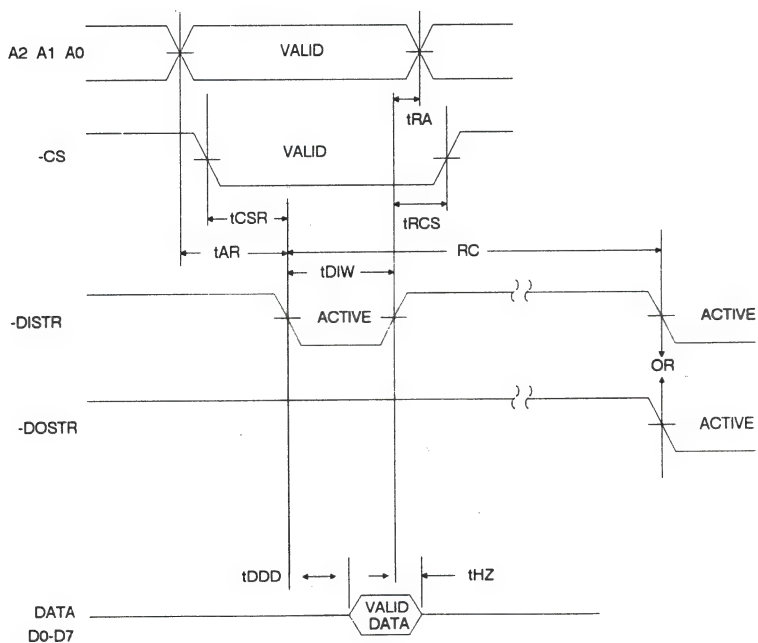 A2 A1 A0
VALID
tRA
-CS
VALID
tCSR
tRCS
tAR
RC
tDIW
-DISTR
ACTIVE
ACTIVE
OR
-DOSTR
ACTIVE
tDDD
tHZ
DATA
D0-D7
VALID
DATA